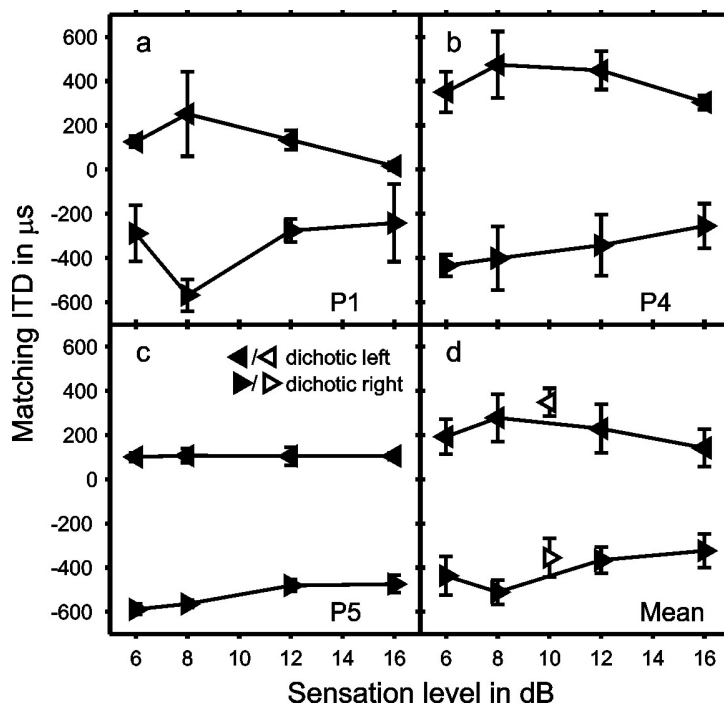 Matching ITD in µs
600
400
200
0
-200
-400
-600
a
P1
b
P4
600
400
200
0
-200
-400
-600
c
/ dichotic left
/ dichotic right
P5
d
Mean
6 8 10 12 14 16
6 8 10 12 14 16
Sensation level in dB